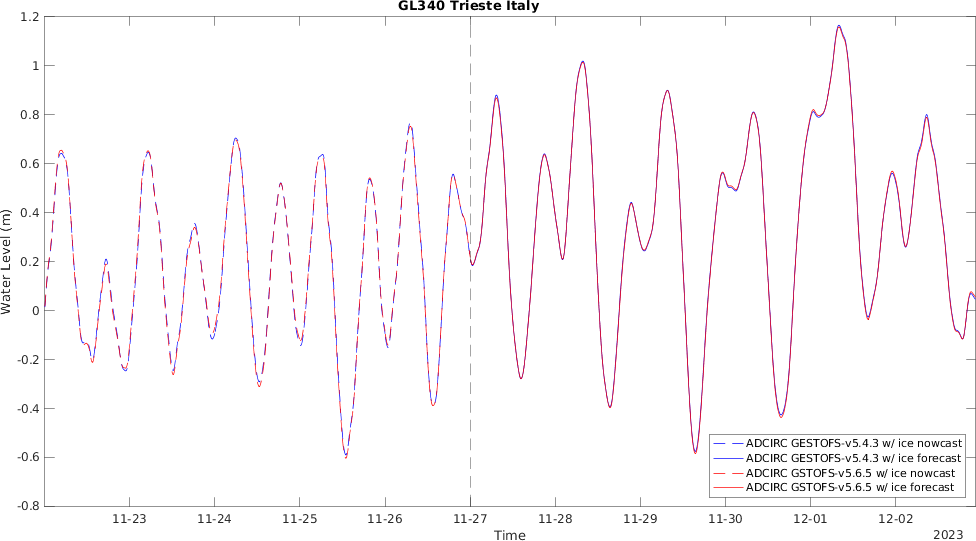 GL340 Trieste Italy
1.2
1
0.8
0.6
0.4
0.2
0
-0.2
-0.4
-0.6
-0.8
Water Level (m)
ADCIRC GESTOFS-v5.4.3 w/ ice nowcast
ADCIRC GESTOFS-v5.4.3 w/ ice forecast
ADCIRC GSTOFS-v5.6.5 w/ ice nowcast
ADCIRC GSTOFS-v5.6.5 w/ ice forecast
11-23 11-24 11-25 11-26 11-27 11-28 11-29 11-30 12-01 12-02
Time
2023